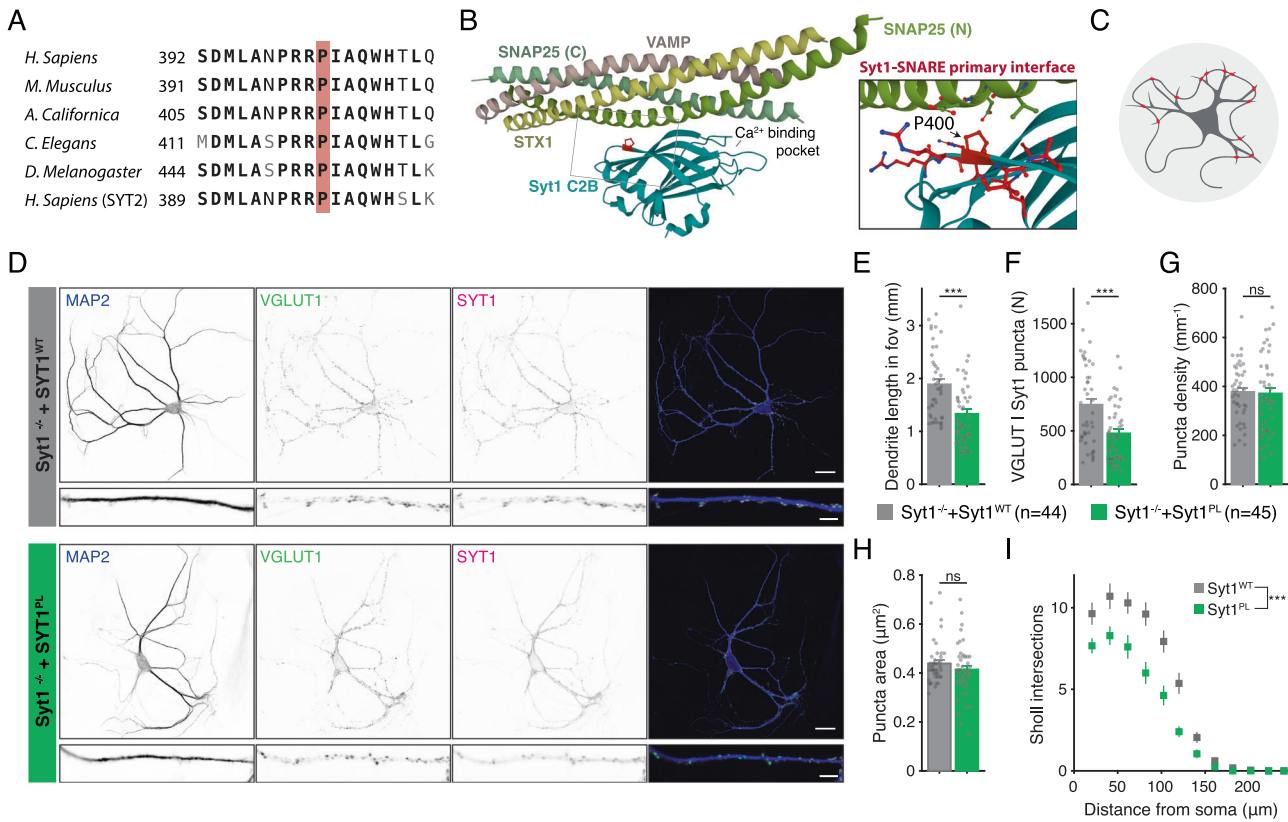 A
H. Sapiens 392 SDMLANPRRPIAQWHTLQ
M. Musculus 391 SDMLANPRRPIAQWHTLQ
A. Californica 405 SDMLANPRRPIAQWHTLQ
C. Elegans 411 MDMLASPRRPIAQWHTLG
D. Melanogaster 444 SDMLASPRRPIAQWHTLK
H. Sapiens (SYT2) 389 SDMLANPRRPIAQWHSLK
B
SNAP25 (C)
VAMP
SNAP25 (N)
STX1
Ca²⁺ binding
pocket
Syt1 C2B
Syt1-SNARE primary interface
P400
C
D
Syt1 -/- + SYT1WT
MAP2
VGLUT1
SYT1
Syt1 -/- + SYT1PL
MAP2
VGLUT1
SYT1
E
Dendrite length in fov (mm)
***
3
2
1
0
F
VGLUT I Syt1 puncta (N)
***
1500
1000
500
0
G
Puncta density (mm⁻¹)
ns
800
600
400
200
0
Syt1-/-+Syt1WT (n=44)
Syt1-/-+Syt1PL (n=45)
H
Puncta area (µm²)
ns
0.8
0.6
0.4
0.2
0
I
Sholl intersections
Syt1WT
Syt1PL
***
10
5
0
0 50 100 150 200
Distance from soma (µm)